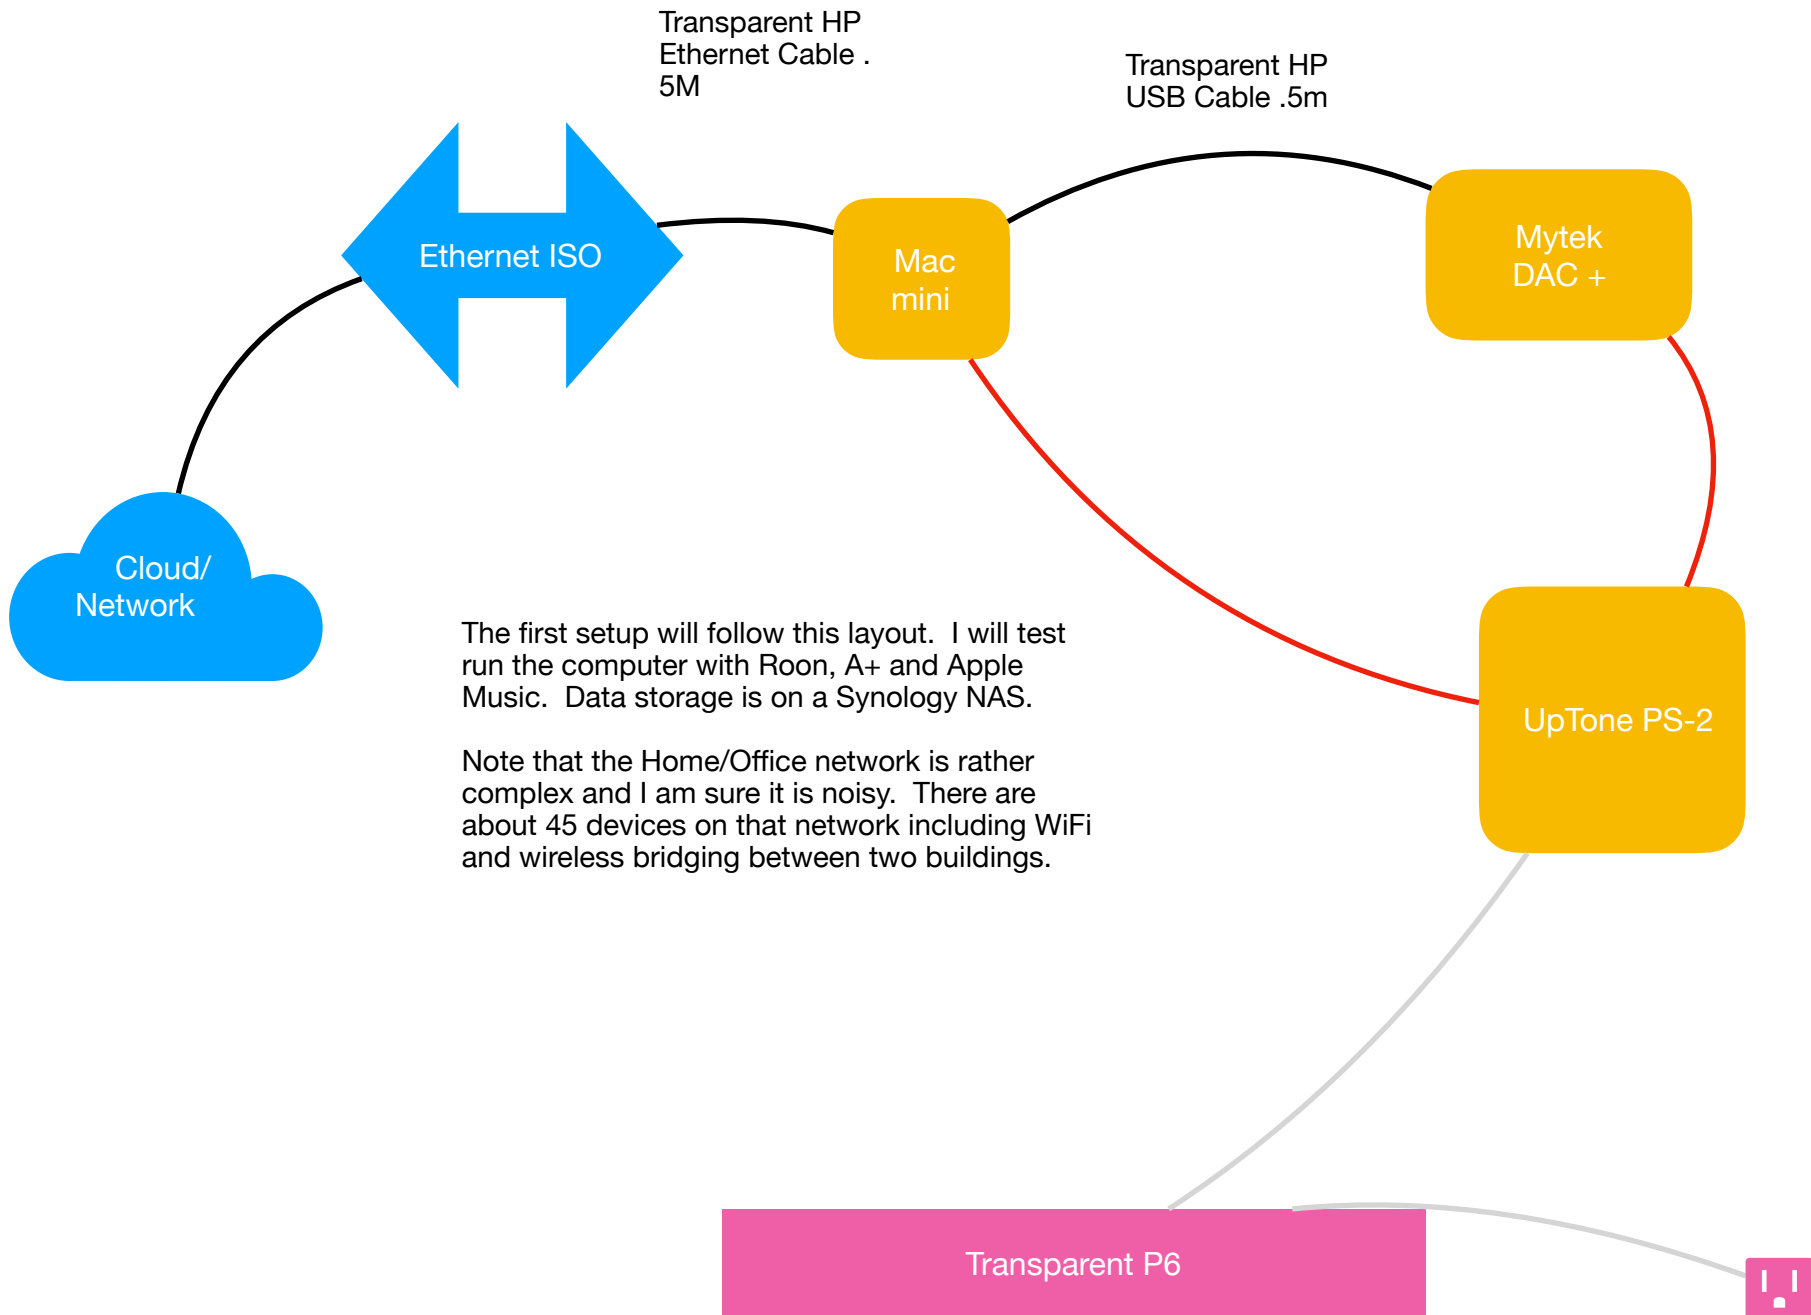 Transparent HP
Ethernet Cable .
5M
Transparent HP
USB Cable .5m
Ethernet ISO
Mac
mini
Mytek
DAC +
Cloud/
Network
The first setup will follow this layout.  I will test
run the computer with Roon, A+ and Apple
Music.  Data storage is on a Synology NAS.
Note that the Home/Office network is rather
complex and I am sure it is noisy.  There are
about 45 devices on that network including WiFi
and wireless bridging between two buildings.
UpTone PS-2
Transparent P6